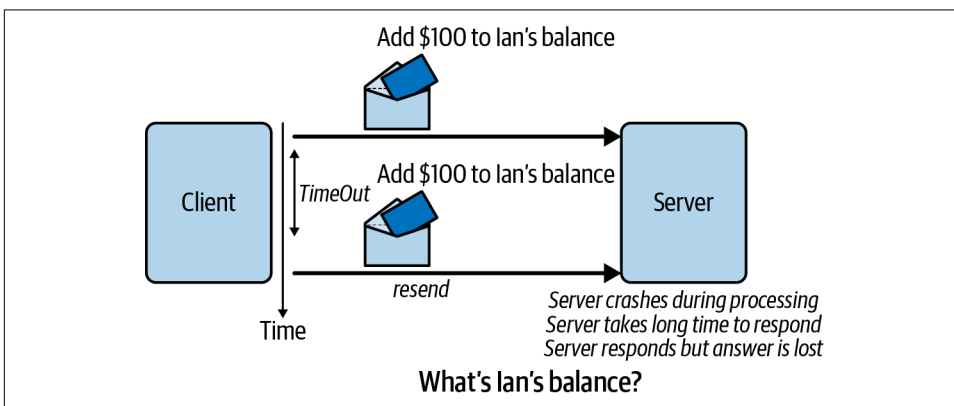 Add $100 to Ian's balance
Client
TimeOut
Add $100 to Ian's balance
Server
resend
Time
Server crashes during processing
Server takes long time to respond
Server responds but answer is lost
What's Ian's balance?